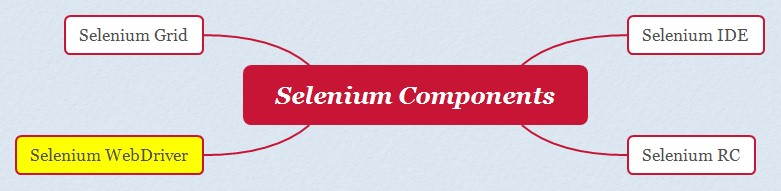 Selenium Grid
Selenium IDE
Selenium Components
Selenium WebDriver
Selenium RC